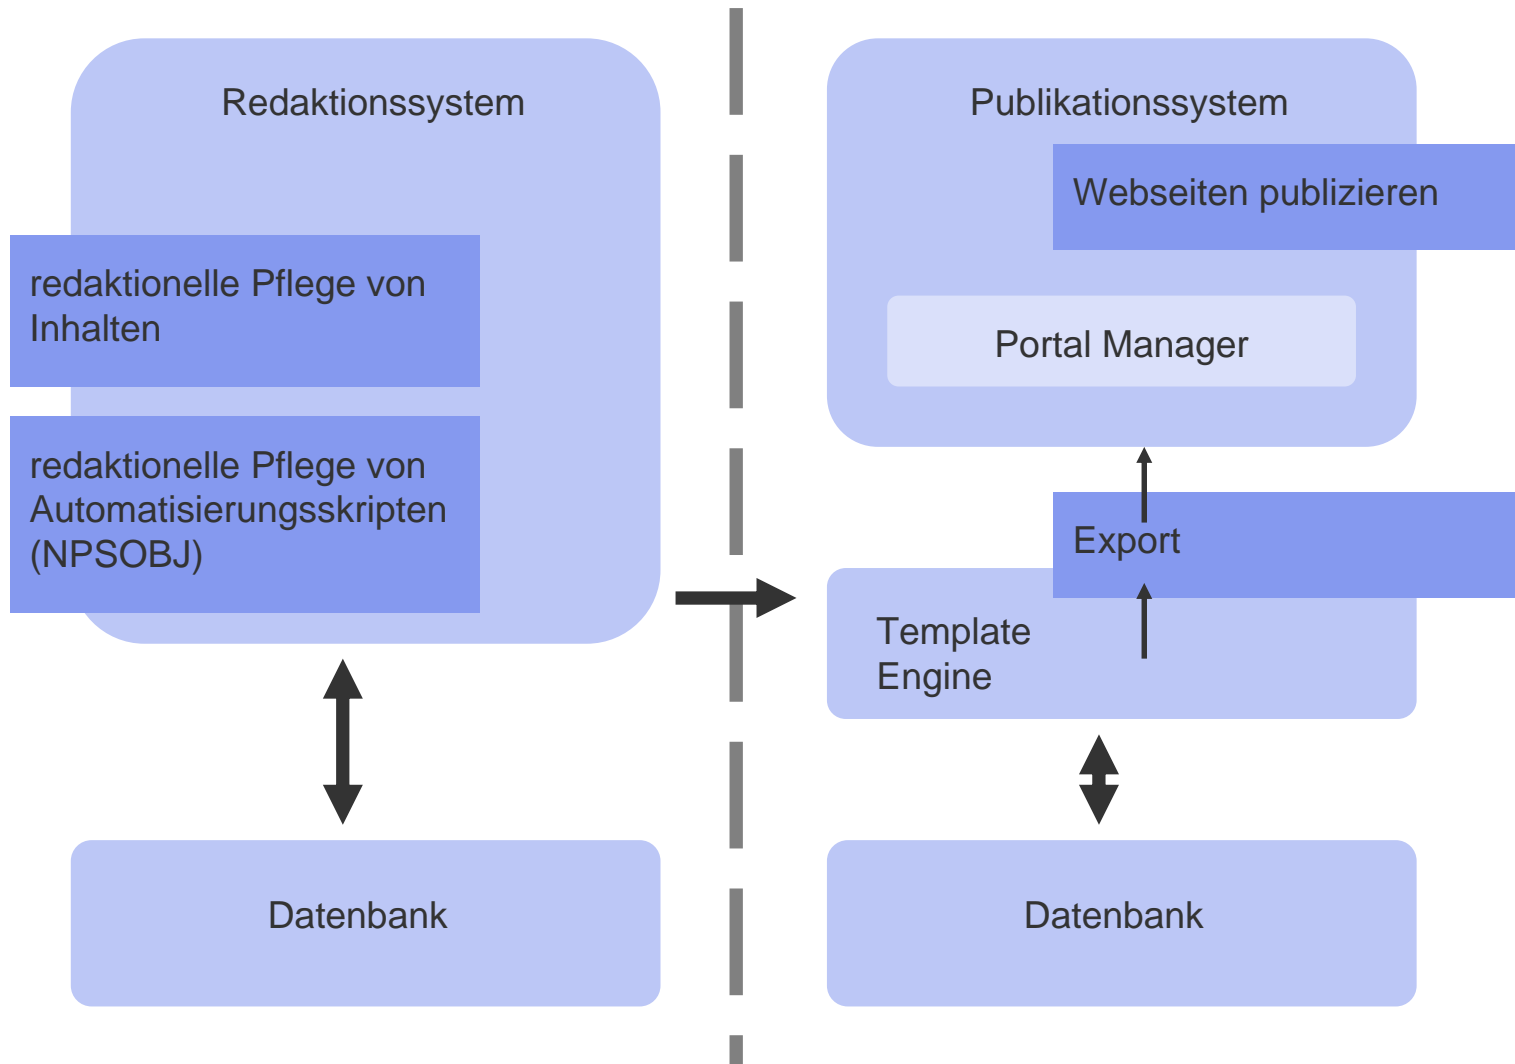 Redaktionssystem
redaktionelle Pflege von
Inhalten
redaktionelle Pflege von
Automatisierungsskripten
(NPSOBJ)
Datenbank
Publikationssystem
Webseiten publizieren
Portal Manager
Export
Template
Engine
Datenbank